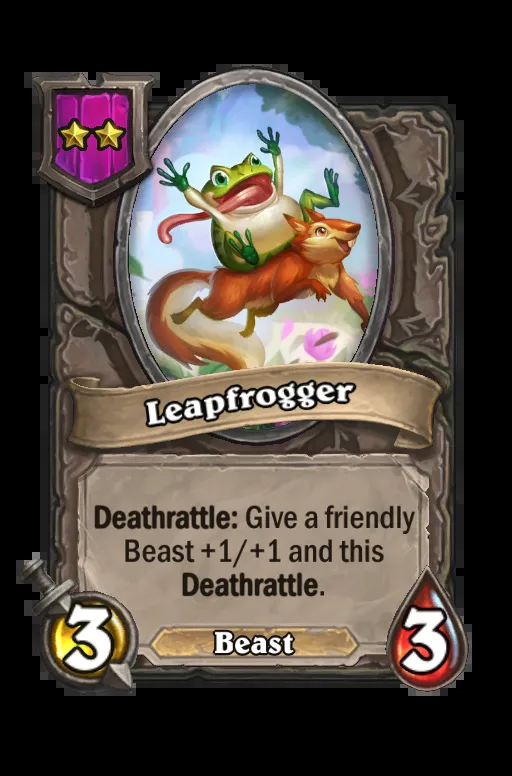 Leapfrogger
Deathrattle: Give a friendly
Beast +1/+1 and this
Deathrattle.
3
Beast
3